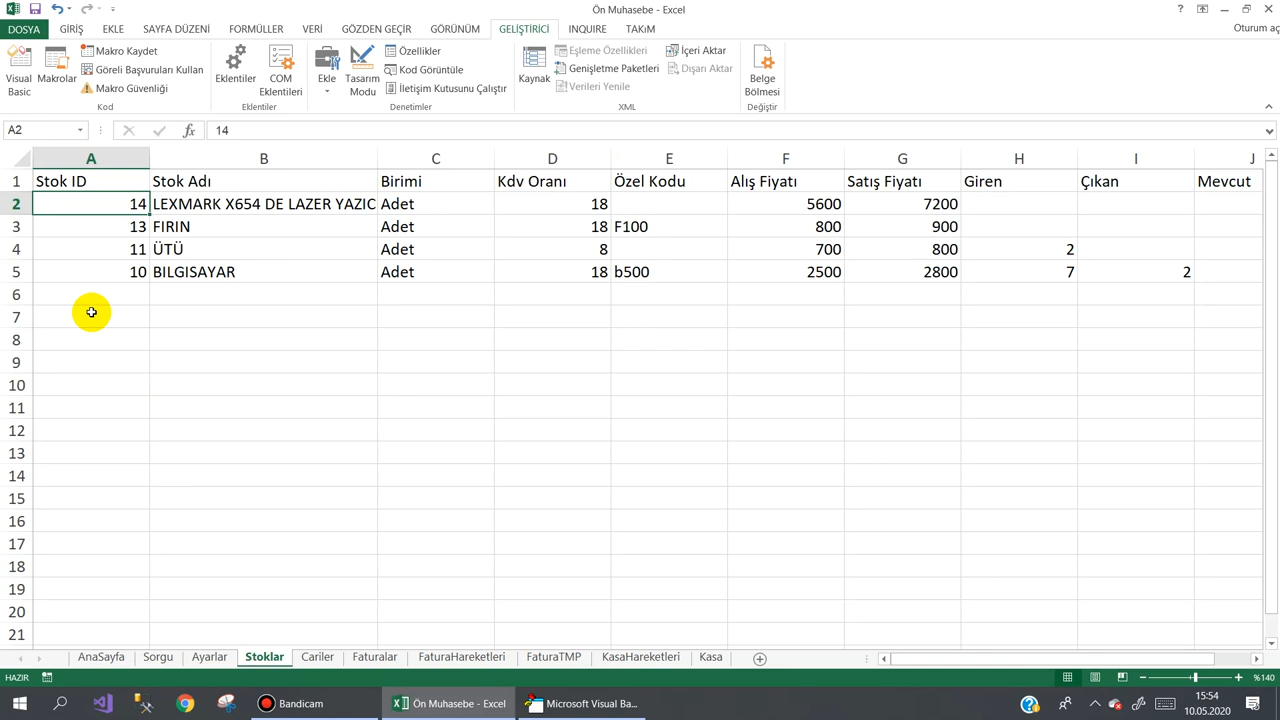 Ön Muhasebe - Excel
DOSYA GİRİŞ EKLE SAYFA DÜZENİ FORMÜLLER VERİ GÖZDEN GEÇİR GÖRÜNÜM GELİŞTİRİCİ INQUIRE TAKıM Oturum aç
Visual Basic
Makrolar
Makro Kaydet
Göreli Başvuruları Kullan
Makro Güvenliği
Kod
Eklentiler
COM Eklentileri
Eklentiler
Ekle
Tasarım Modu
Özellikler
Kod Görüntüle
İletişim Kutusunu Çalıştır
Denetimler
Kaynak
Eşleme Özellikleri
Genişletme Paketleri
Verileri Yenile
İçeri Aktar
Dışarı Aktar
XML
Belge Bölmesi
Değiştir
A2 fx 14
A B C D E F G H I J
1 Stok ID Stok Adı Birimi Kdv Oranı Özel Kodu Alış Fiyatı Satış Fiyatı Giren Çıkan Mevcut
2 14 LEXMARK X654 DE LAZER YAZIC Adet 18 5600 7200
3 13 FIRIN Adet 18 F100 800 900
4 11 ÜTÜ Adet 8 700 800 2
5 10 BILGISAYAR Adet 18 b500 2500 2800 7 2
6
7
8
9
10
11
12
13
14
15
16
17
18
19
20
21
AnaSayfa Sorgu Ayarlar Stoklar Cariler Faturalar FaturaHareketleri FaturaTMP KasaHareketleri Kasa
HAZIR %140
Bandicam Ön Muhasebe - Excel Microsoft Visual Ba... 15:54
10.05.2020